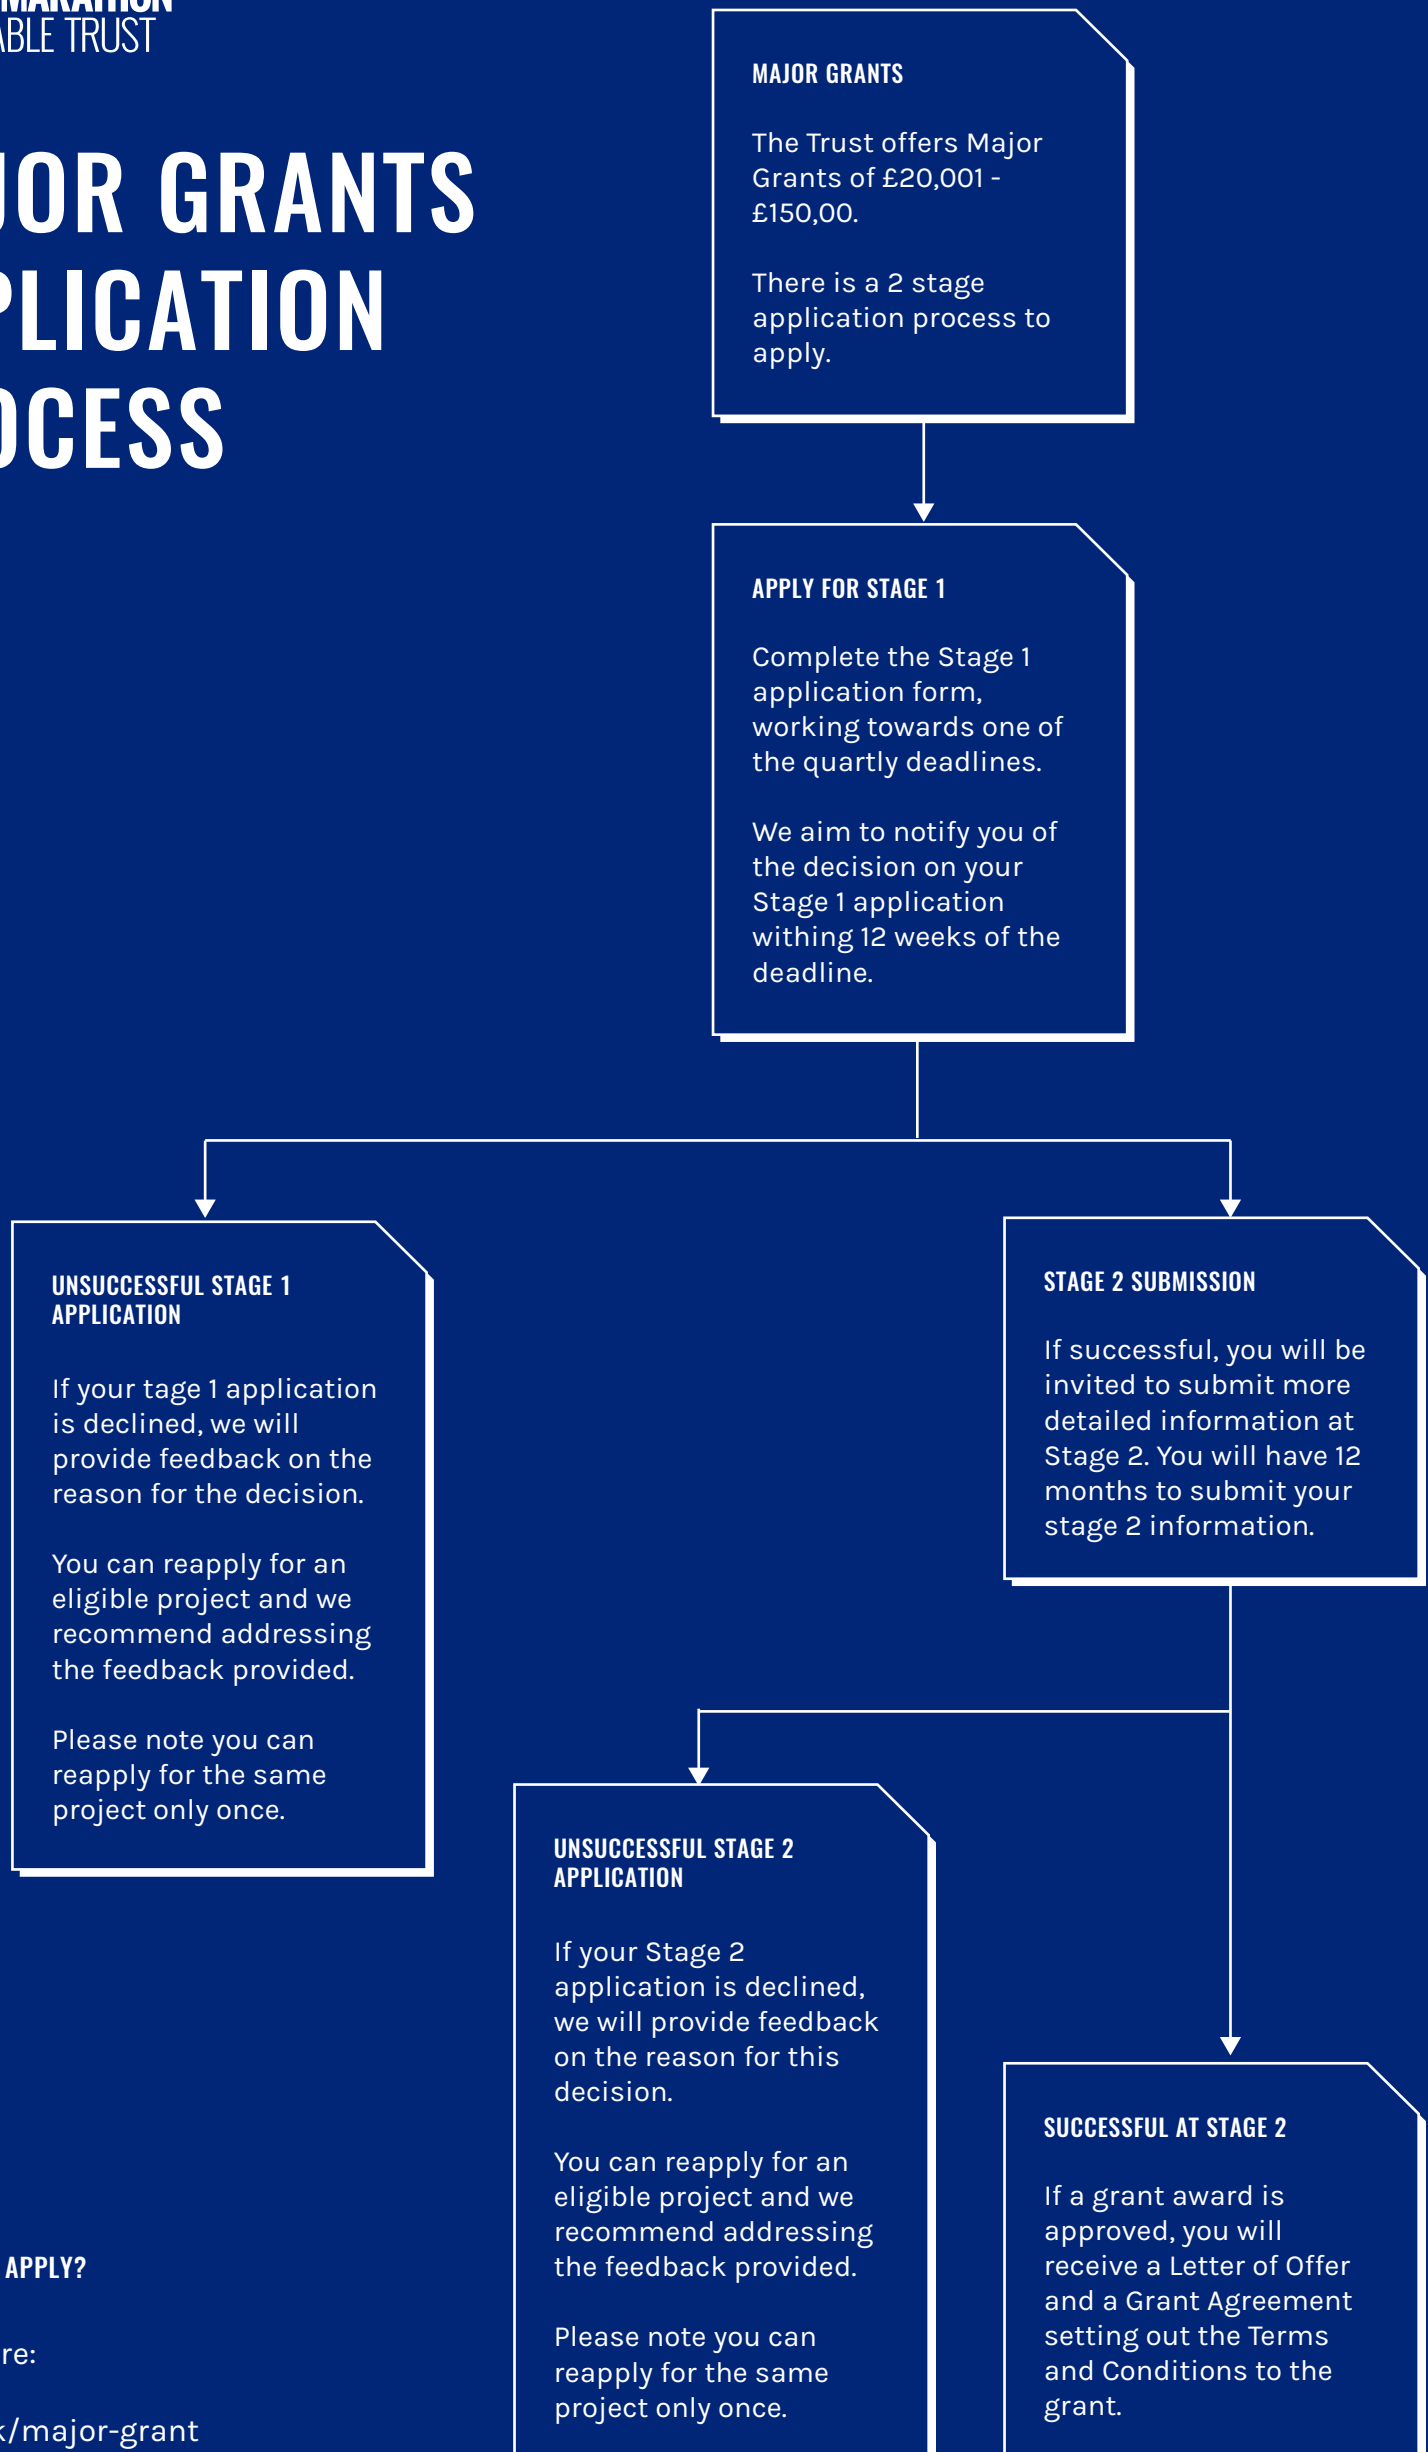 MARATHON
ABLE TRUST
JOR GRANTS
PLICATION
OCESS
MAJOR GRANTS
The Trust offers Major
Grants of £20,001 -
£150,00.
There is a 2 stage
application process to
apply.
APPLY FOR STAGE 1
Complete the Stage 1
application form,
working towards one of
the quartly deadlines.
We aim to notify you of
the decision on your
Stage 1 application
withing 12 weeks of the
deadline.
UNSUCCESSFUL STAGE 1
APPLICATION
If your tage 1 application
is declined, we will
provide feedback on the
reason for the decision.
You can reapply for an
eligible project and we
recommend addressing
the feedback provided.
Please note you can
reapply for the same
project only once.
STAGE 2 SUBMISSION
If successful, you will be
invited to submit more
detailed information at
Stage 2. You will have 12
months to submit your
stage 2 information.
UNSUCCESSFUL STAGE 2
APPLICATION
If your Stage 2
application is declined,
we will provide feedback
on the reason for this
decision.
You can reapply for an
eligible project and we
recommend addressing
the feedback provided.
Please note you can
reapply for the same
project only once.
SUCCESSFUL AT STAGE 2
If a grant award is
approved, you will
receive a Letter of Offer
and a Grant Agreement
setting out the Terms
and Conditions to the
grant.
APPLY?
re:
k/major-grant